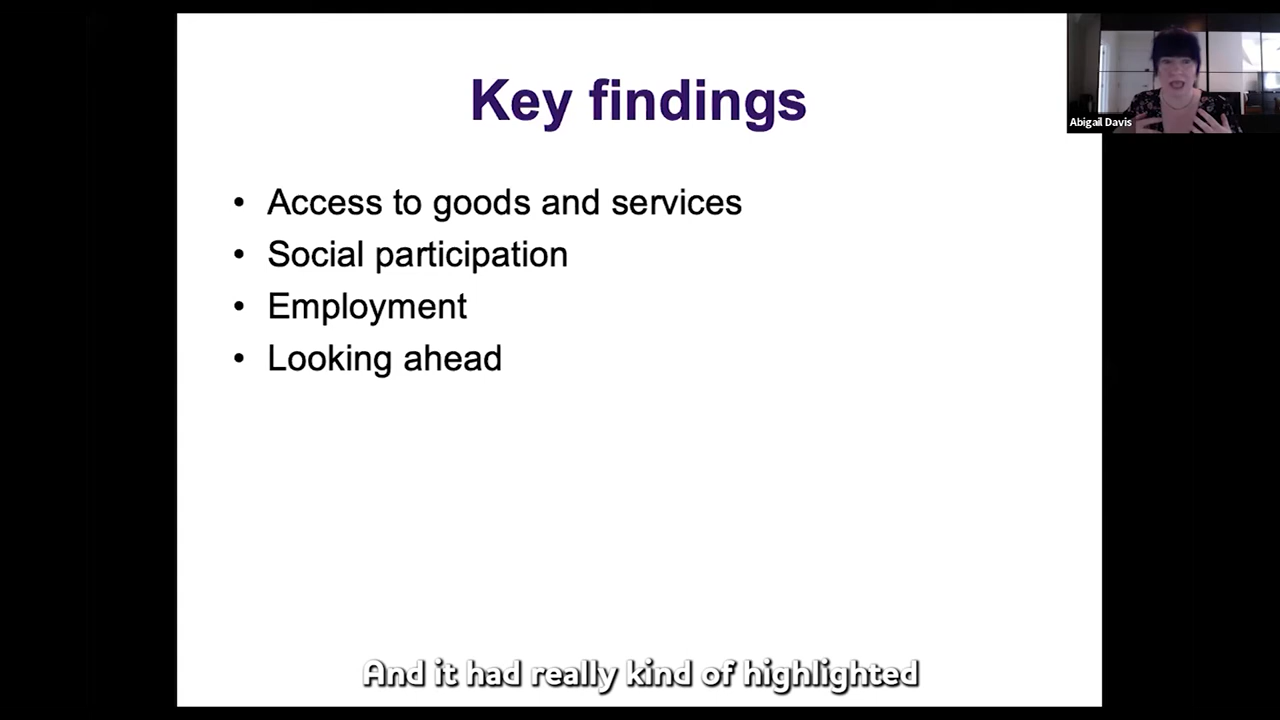 Key findings
Abigail Davis
• Access to goods and services
• Social participation
• Employment
• Looking ahead
And it had really kind of highlighted